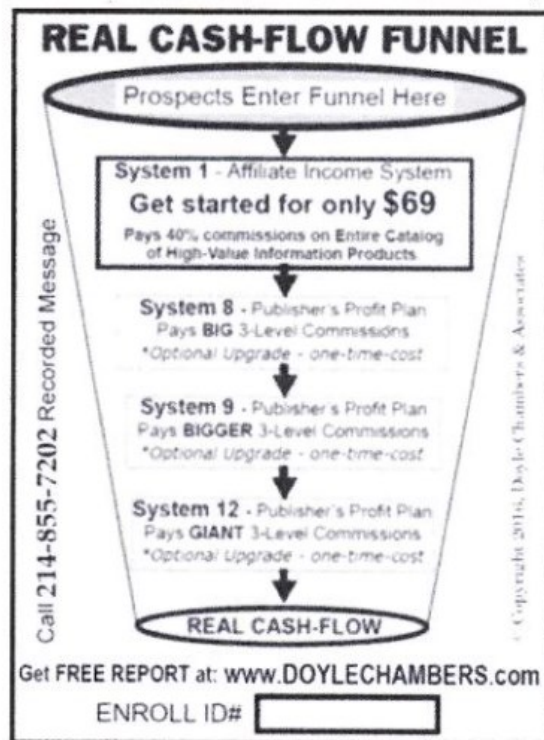 REAL CASH-FLOW FUNNEL
Prospects Enter Funnel Here
System 1 - Affiliate Income System
Get started for only $69
Pays 40% commissions on Entire Catalog
of High-Value Information Products
System 8 - Publisher's Profit Plan
Pays BIG 3-Level Commissions
*Optional Upgrade - one-time-cost
System 9 - Publisher's Profit Plan
Pays BIGGER 3-Level Commissions
*Optional Upgrade - one-time-cost
System 12 - Publisher's Profit Plan
Pays GIANT 3-Level Commissions
*Optional Upgrade - one-time-cost
REAL CASH-FLOW
Call 214-855-7202 Recorded Message
© Copyright 2016, Doyle Chambers & Associates
Get FREE REPORT at: www.DOYLECHAMBERS.com
ENROLL ID#